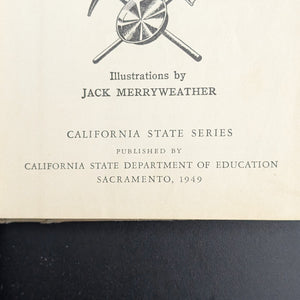 Illustrations by
JACK MERRYWEATHER
CALIFORNIA STATE SERIES
PUBLISHED BY
CALIFORNIA STATE DEPARTMENT OF EDUCATION
SACRAMENTO, 1949